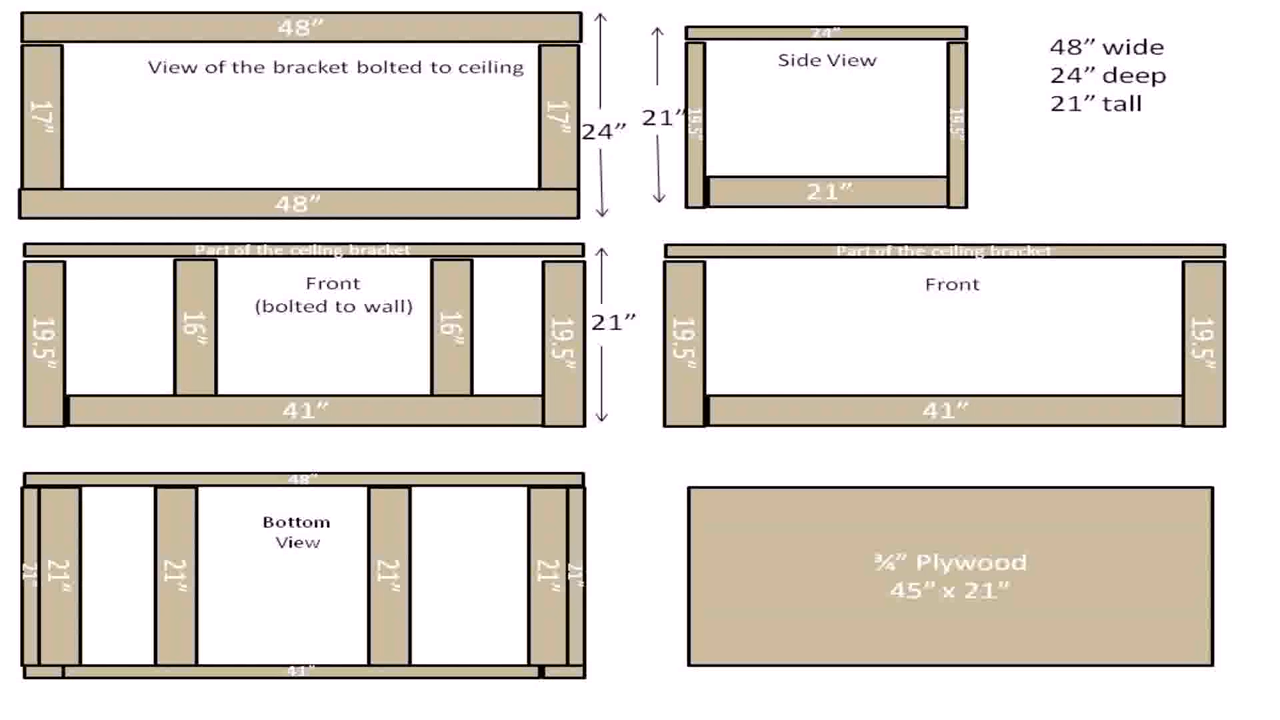 48”
View of the bracket bolted to ceiling
17”
17”
24”
48”
24”
Side View
21”
19.5”
19.5”
21”
48” wide
24” deep
21” tall
Part of the ceiling bracket
Front
(bolted to wall)
19.5”
16”
16”
19.5”
21”
41”
Part of the ceiling bracket
Front
19.5”
19.5”
41”
48”
Bottom
View
21”
21”
21”
21”
21”
21”
41”
¾” Plywood
45” x 21”